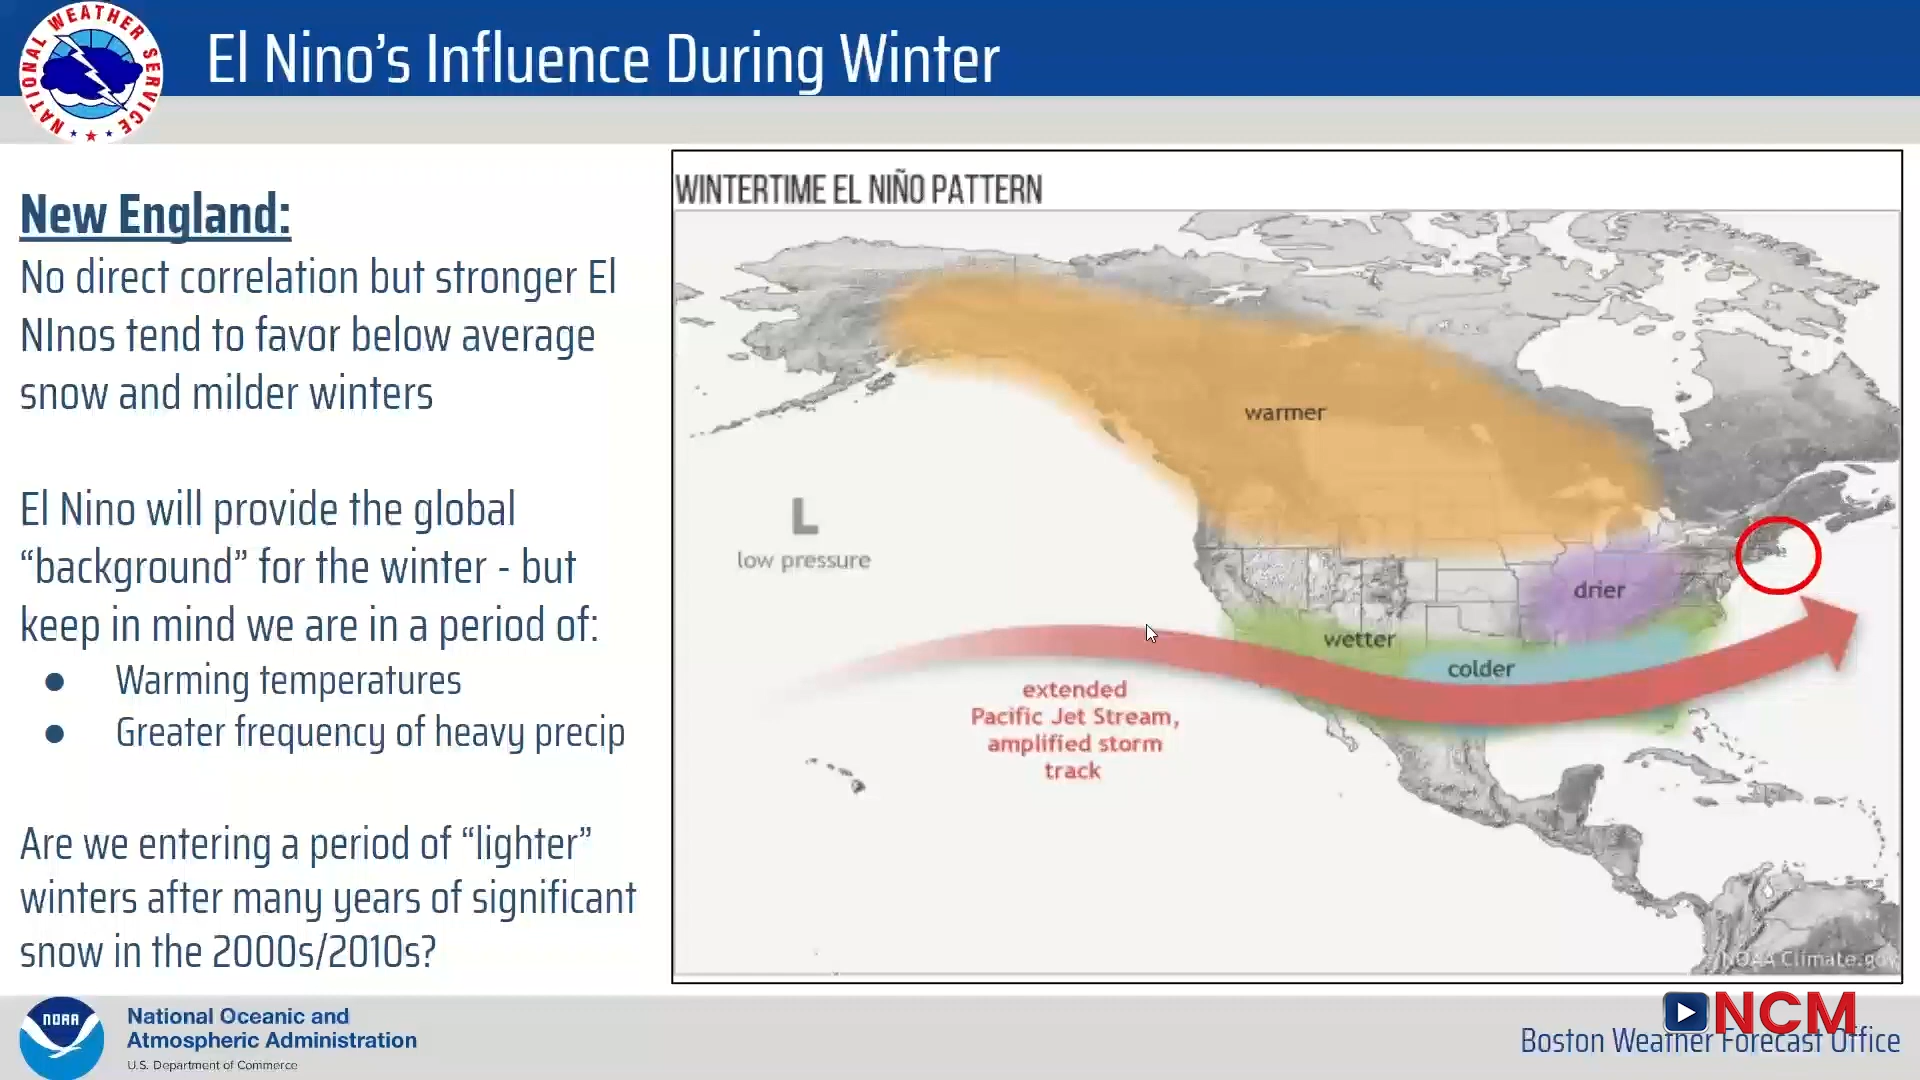 NATIONAL WEATHER SERVICE
El Nino's Influence During Winter
New England:
No direct correlation but stronger El
NInos tend to favor below average
snow and milder winters
El Nino will provide the global
“background” for the winter - but
keep in mind we are in a period of:
● Warming temperatures
● Greater frequency of heavy precip
Are we entering a period of “lighter”
winters after many years of significant
snow in the 2000s/2010s?
WINTERTIME EL NIÑO PATTERN
warmer
L
low pressure
drier
wetter
colder
extended
Pacific Jet Stream,
amplified storm
track
NOAA Climate.gov
NOAA
National Oceanic and
Atmospheric Administration
U.S. Department of Commerce
NCM
Boston Weather Forecast Office